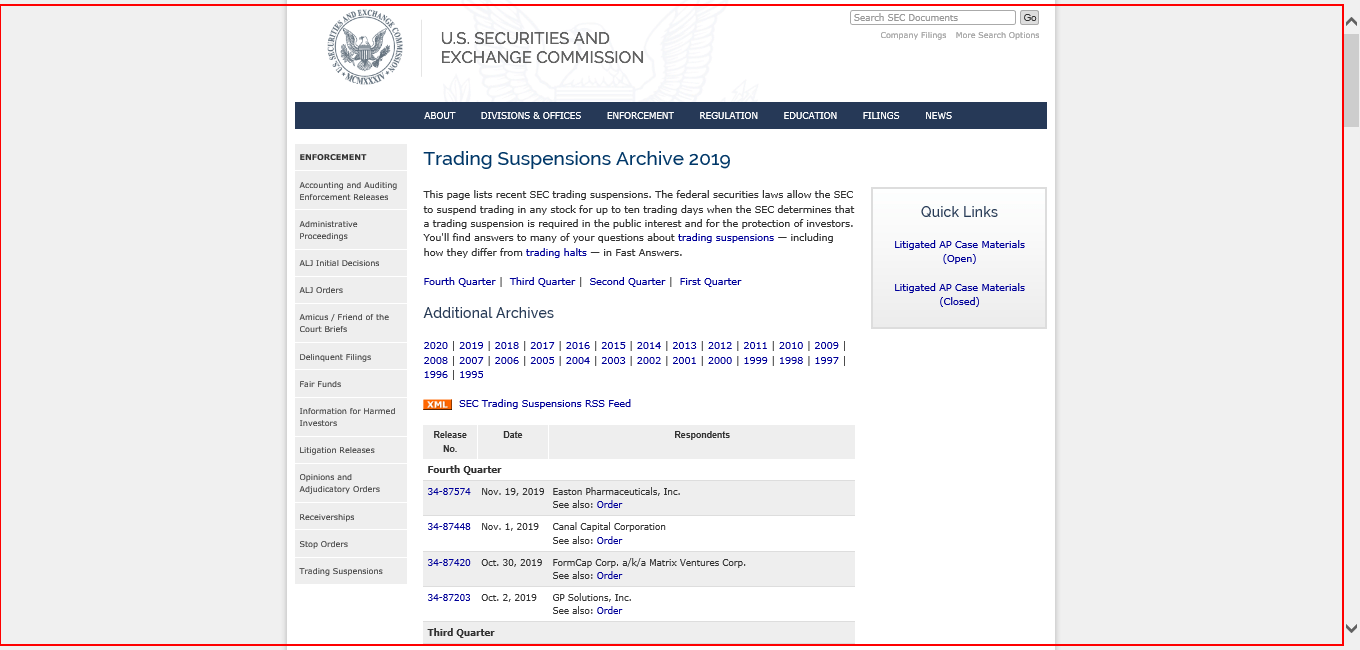 U.S. SECURITIES AND EXCHANGE COMMISSION
MCMXXXIV
U.S. SECURITIES AND
EXCHANGE COMMISSION
Search SEC Documents
Go
Company Filings More Search Options
ABOUT DIVISIONS & OFFICES ENFORCEMENT REGULATION EDUCATION FILINGS NEWS
ENFORCEMENT
Accounting and Auditing
Enforcement Releases
Administrative
Proceedings
ALJ Initial Decisions
ALJ Orders
Amicus / Friend of the
Court Briefs
Delinquent Filings
Fair Funds
Information for Harmed
Investors
Litigation Releases
Opinions and
Adjudicatory Orders
Receiverships
Stop Orders
Trading Suspensions
Trading Suspensions Archive 2019
This page lists recent SEC trading suspensions. The federal securities laws allow the SEC
to suspend trading in any stock for up to ten trading days when the SEC determines that
a trading suspension is required in the public interest and for the protection of investors.
You'll find answers to many of your questions about trading suspensions — including
how they differ from trading halts — in Fast Answers.
Fourth Quarter | Third Quarter | Second Quarter | First Quarter
Additional Archives
2020 | 2019 | 2018 | 2017 | 2016 | 2015 | 2014 | 2013 | 2012 | 2011 | 2010 | 2009 |
2008 | 2007 | 2006 | 2005 | 2004 | 2003 | 2002 | 2001 | 2000 | 1999 | 1998 | 1997 |
1996 | 1995
XML SEC Trading Suspensions RSS Feed
Release
No.
Date
Respondents
Fourth Quarter
34-87574 Nov. 19, 2019 Easton Pharmaceuticals, Inc.
See also: Order
34-87448 Nov. 1, 2019 Canal Capital Corporation
See also: Order
34-87420 Oct. 30, 2019 FormCap Corp. a/k/a Matrix Ventures Corp.
See also: Order
34-87203 Oct. 2, 2019 GP Solutions, Inc.
See also: Order
Third Quarter
Quick Links
Litigated AP Case Materials
(Open)
Litigated AP Case Materials
(Closed)